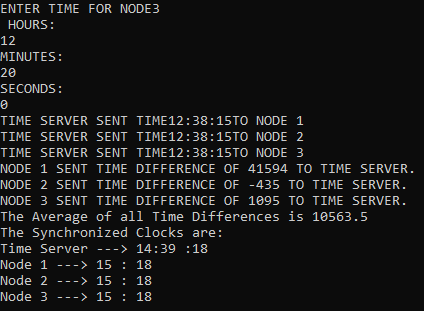 ENTER TIME FOR NODE3
HOURS:
12
MINUTES:
20
SECONDS:
0
TIME SERVER SENT TIME12:38:15TO NODE 1
TIME SERVER SENT TIME12:38:15TO NODE 2
TIME SERVER SENT TIME12:38:15TO NODE 3
NODE 1 SENT TIME DIFFERENCE OF 41594 TO TIME SERVER.
NODE 2 SENT TIME DIFFERENCE OF -435 TO TIME SERVER.
NODE 3 SENT TIME DIFFERENCE OF 1095 TO TIME SERVER.
The Average of all Time Differences is 10563.5
The Synchronized Clocks are:
Time Server ---> 14:39 :18
Node 1 ---> 15 : 18
Node 2 ---> 15 : 18
Node 3 ---> 15 : 18